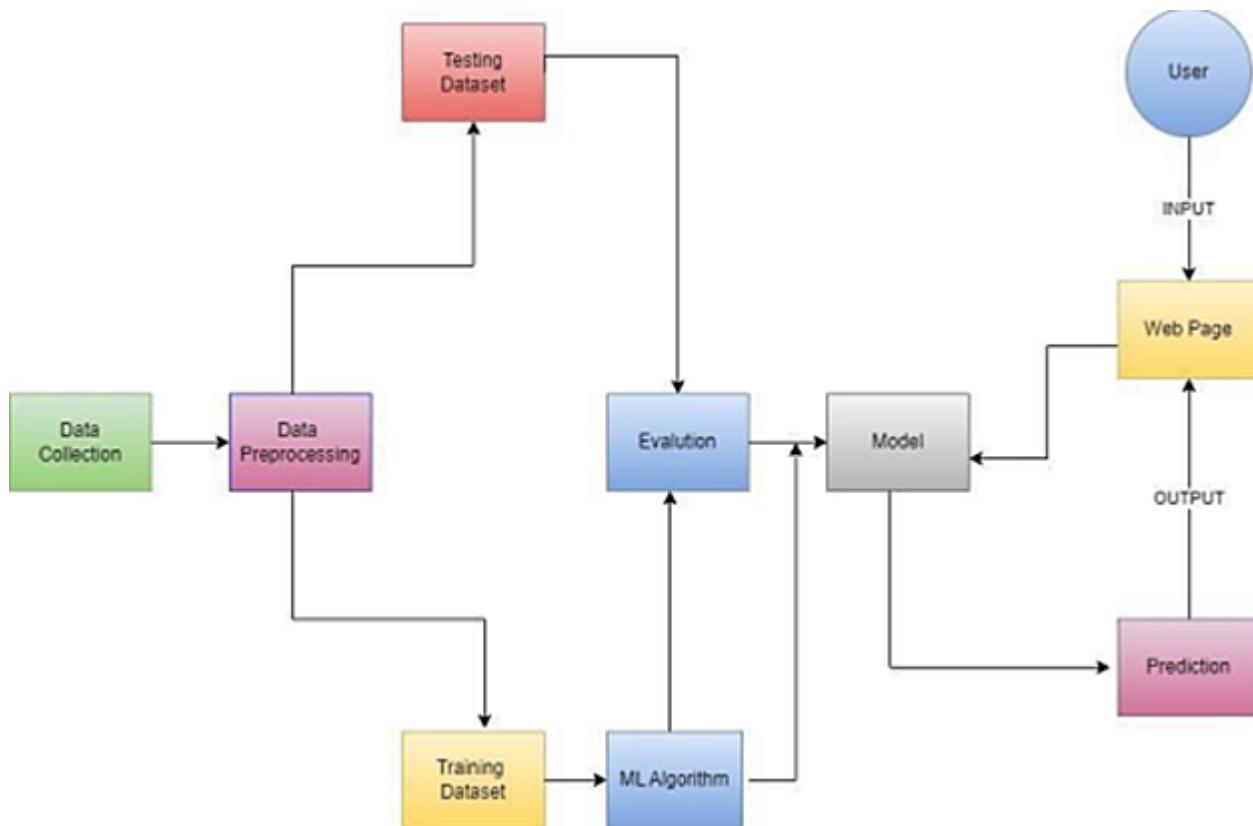 Testing
Dataset
User
INPUT
Web Page
Data
Collection
Data
Preprocessing
Evalution
Model
OUTPUT
Prediction
Training
Dataset
ML Algorithm